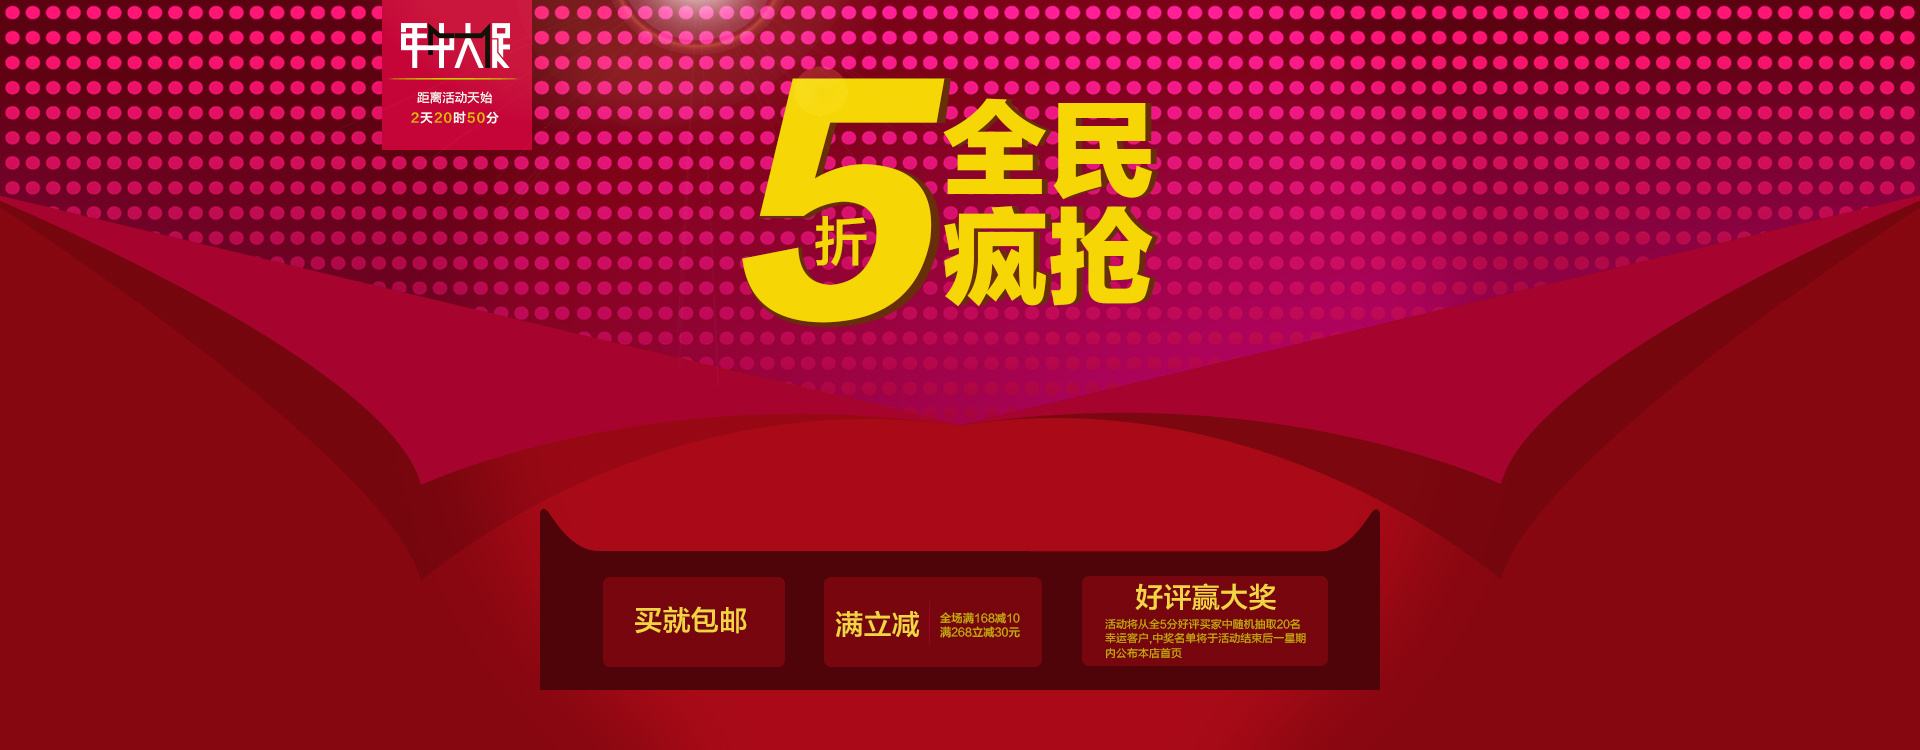 年中大促
距离活动天始
2天20时50分
5折
全民
疯抢
买就包邮
满立减
全场满168减10
满268立减30元
好评赢大奖
活动将从全5分好评买家中随机抽取20名
幸运客户,中奖名单将于活动结束后一星期
内公布本店首页